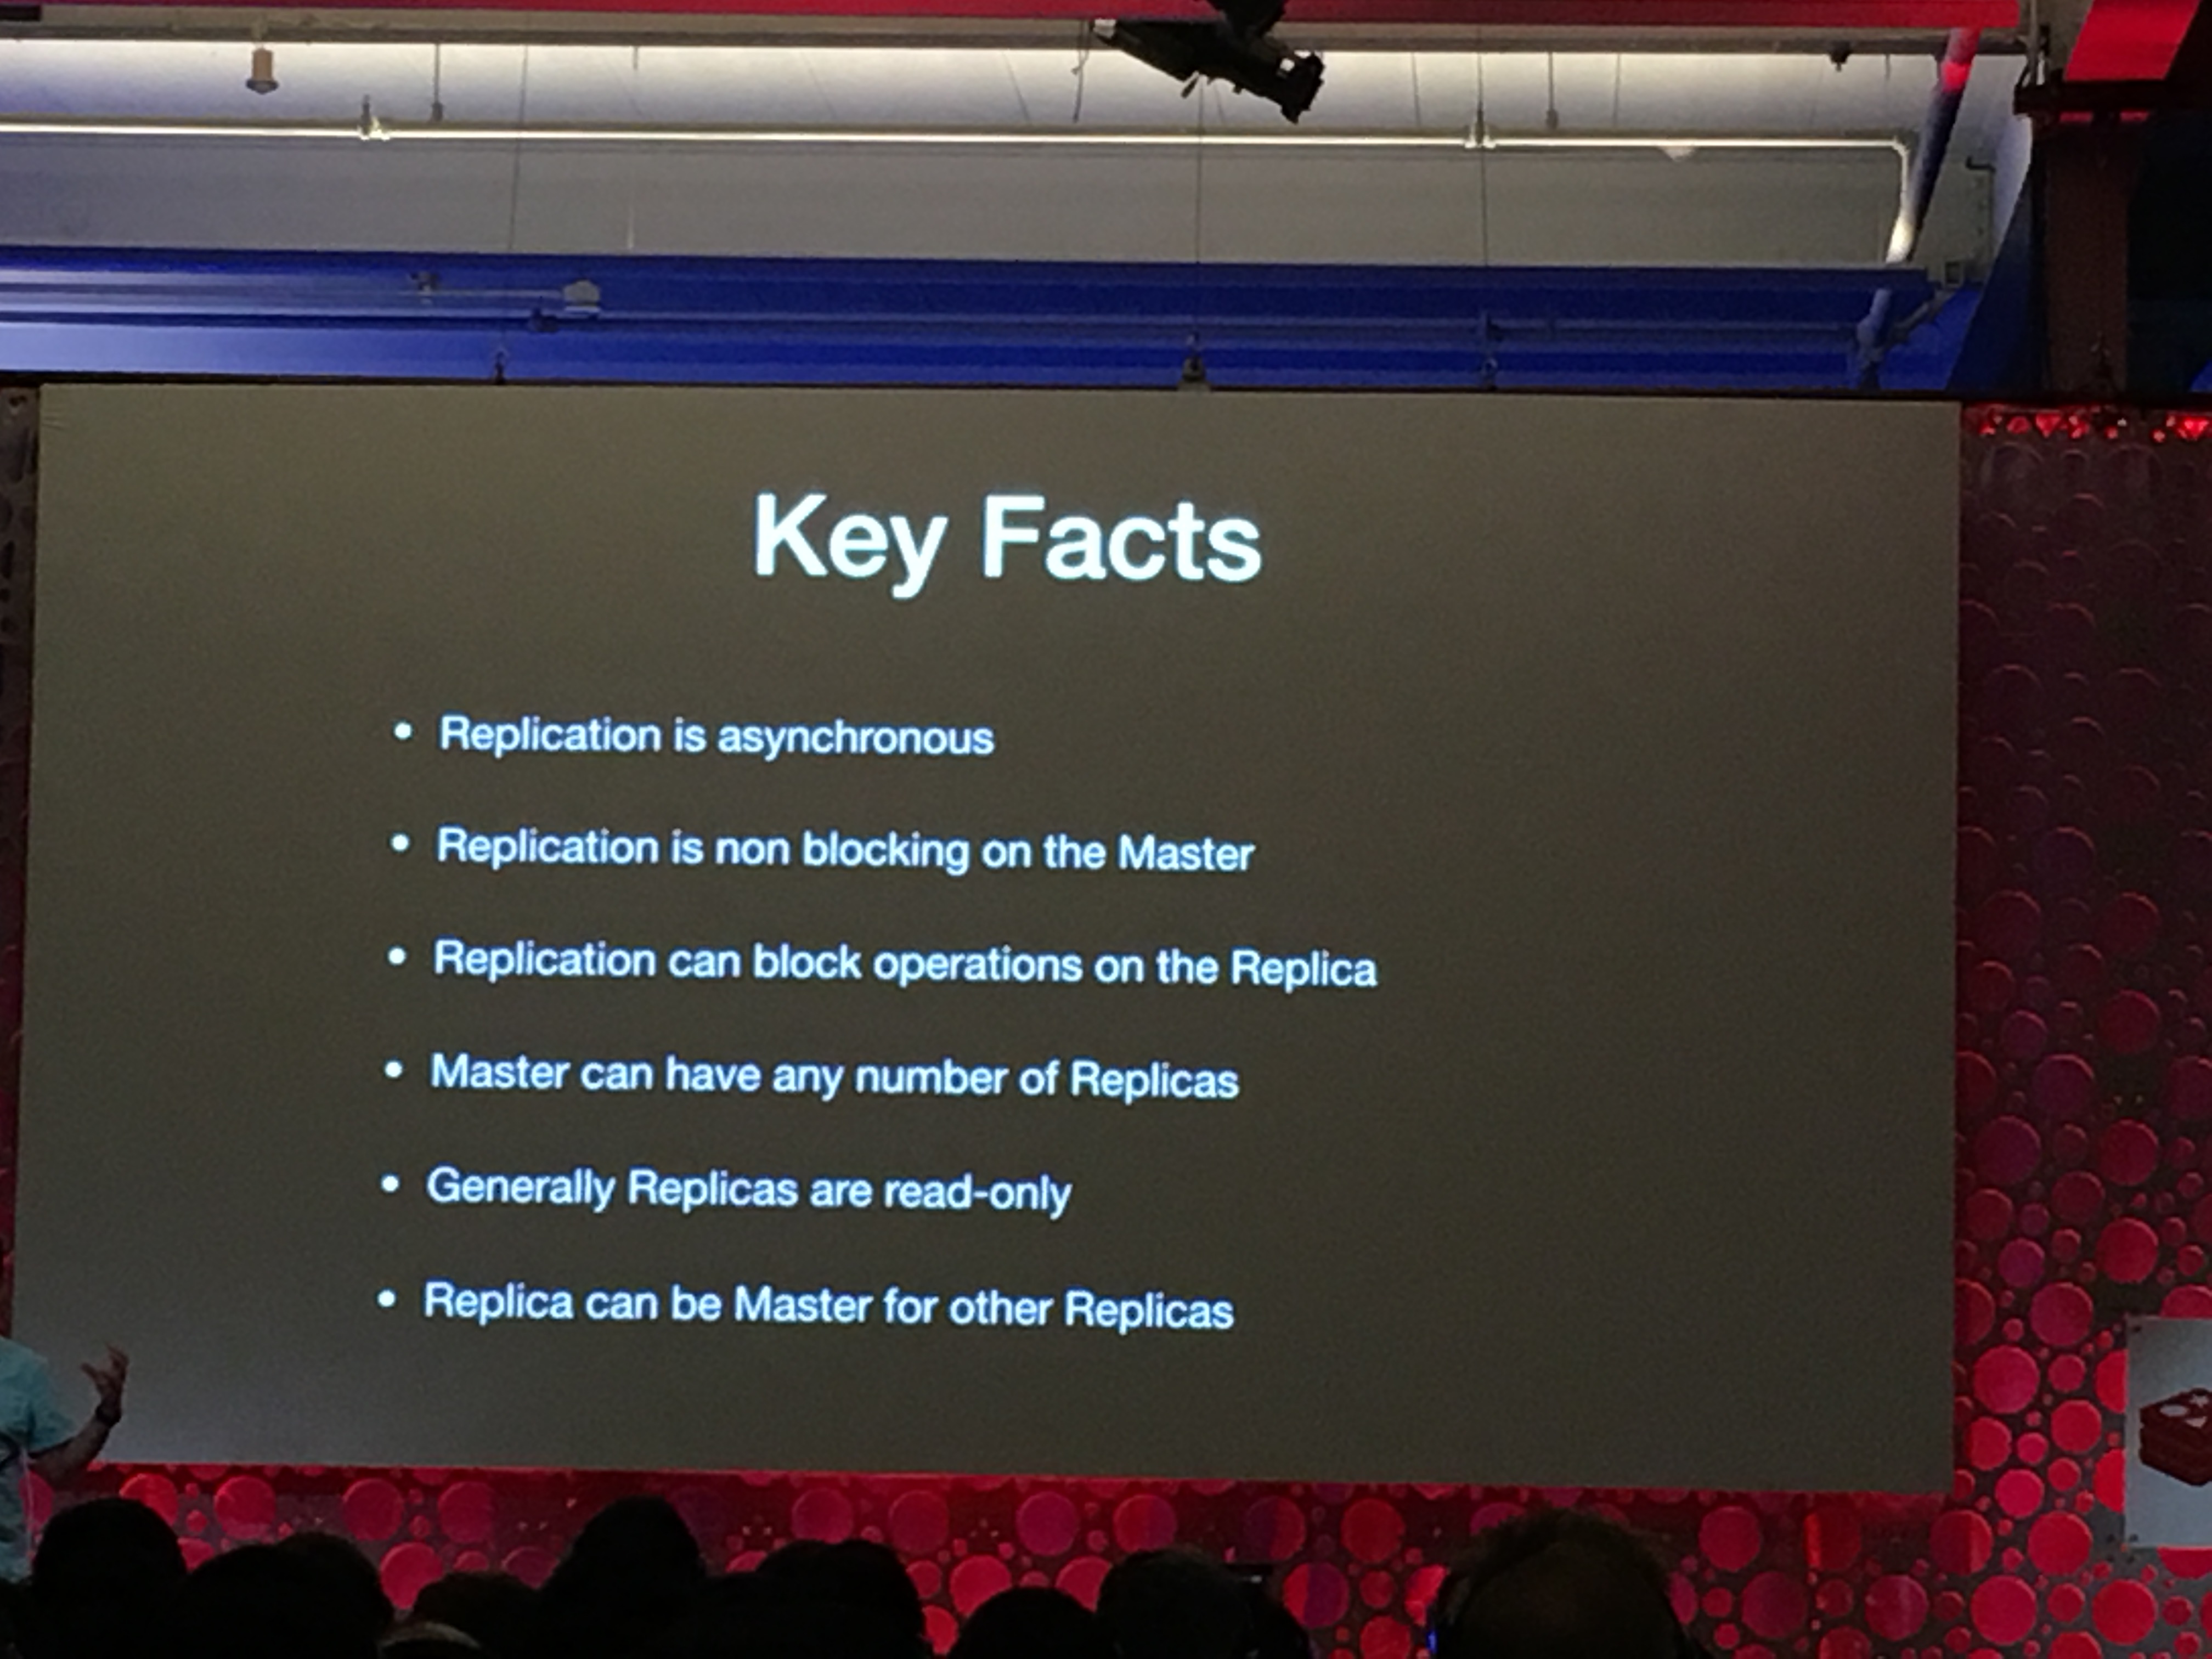 Key Facts
• Replication is asynchronous
• Replication is non blocking on the Master
• Replication can block operations on the Replica
• Master can have any number of Replicas
• Generally Replicas are read-only
• Replica can be Master for other Replicas